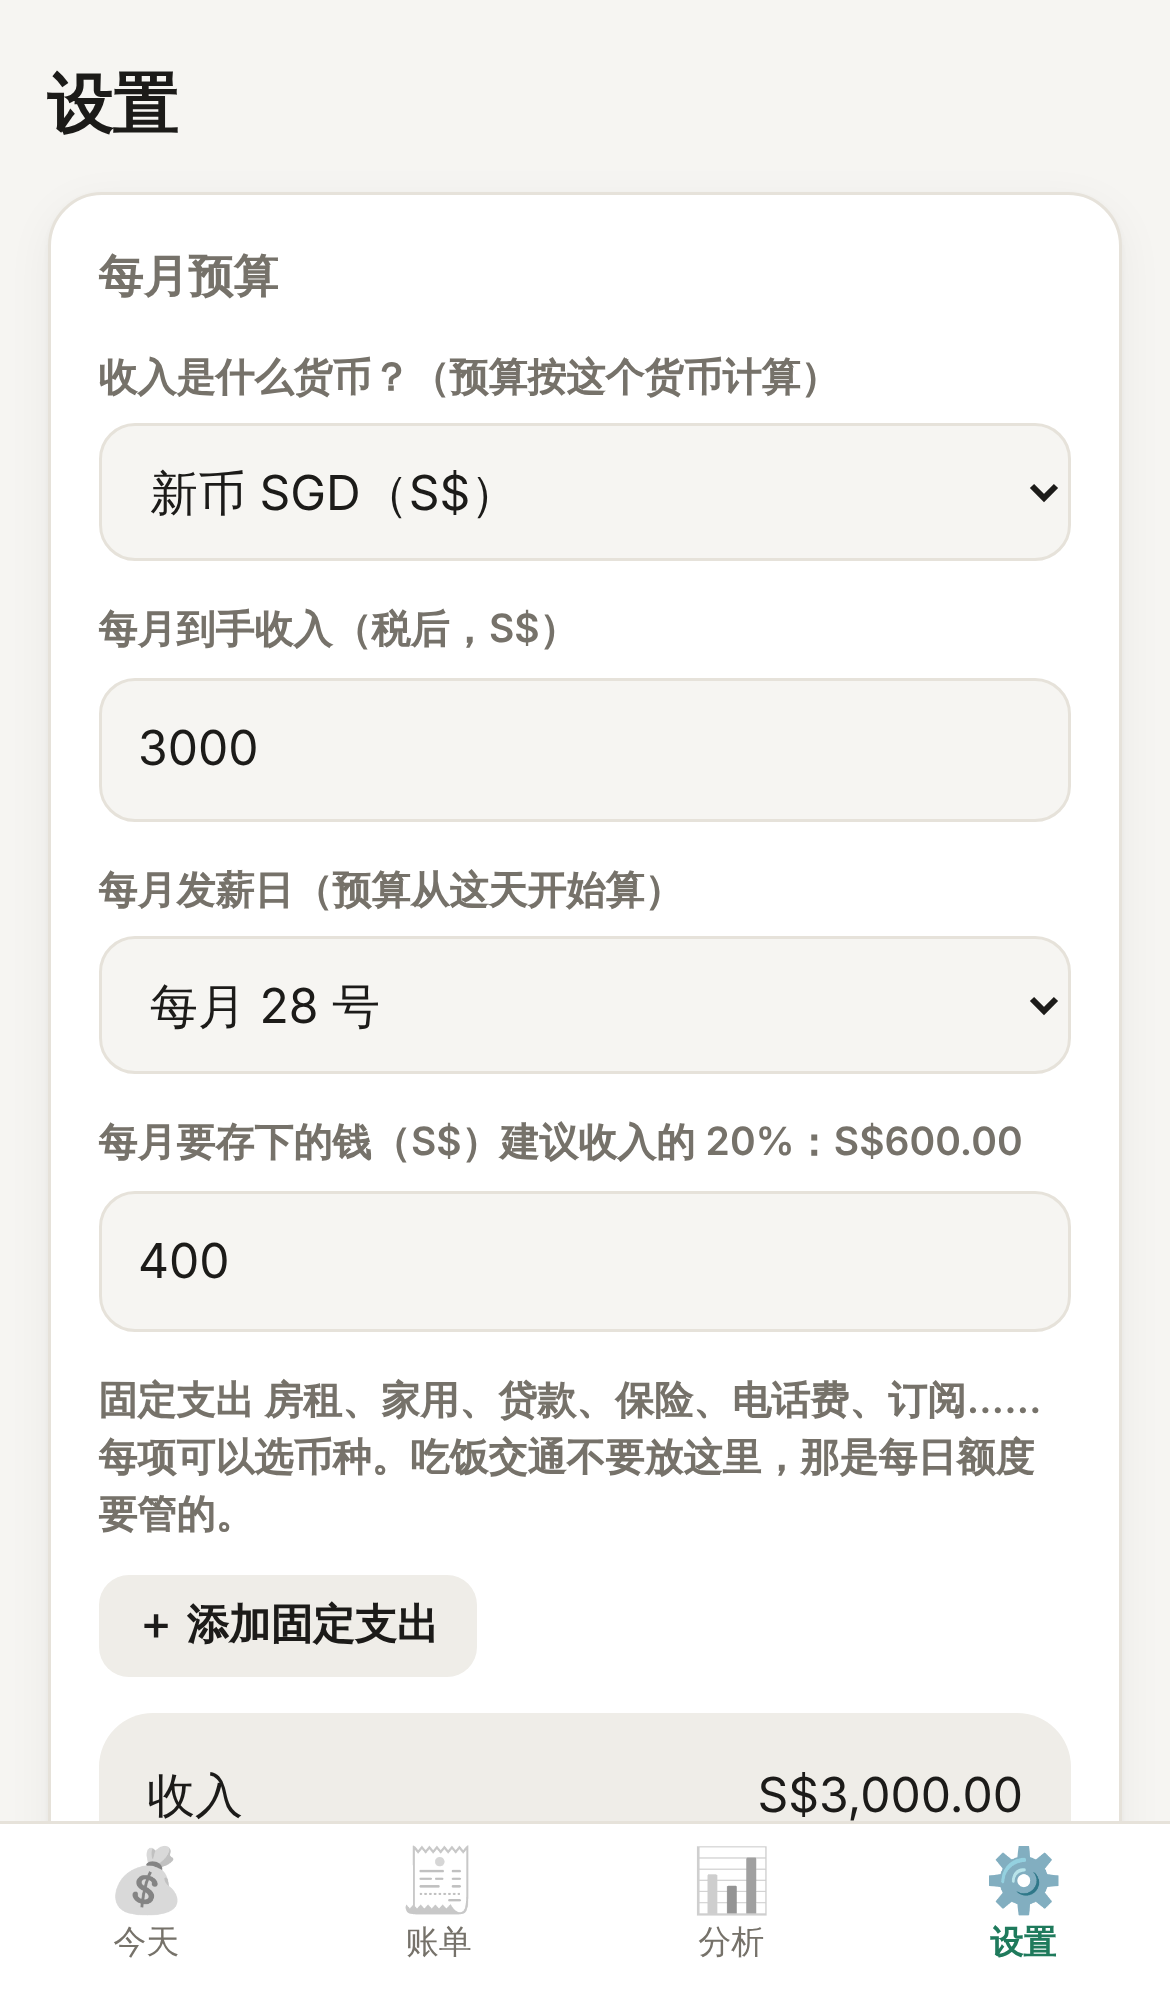 设置
每月预算
收入是什么货币？（预算按这个货币计算）
新币 SGD（S$）
每月到手收入（税后，S$）
3000
每月发薪日（预算从这天开始算）
每月 28 号
每月要存下的钱（S$）建议收入的 20%：S$600.00
400
固定支出 房租、家用、贷款、保险、电话费、订阅……
每项可以选币种。吃饭交通不要放这里，那是每日额度
要管的。
+ 添加固定支出
收入 S$3,000.00
今天 账单 分析 设置